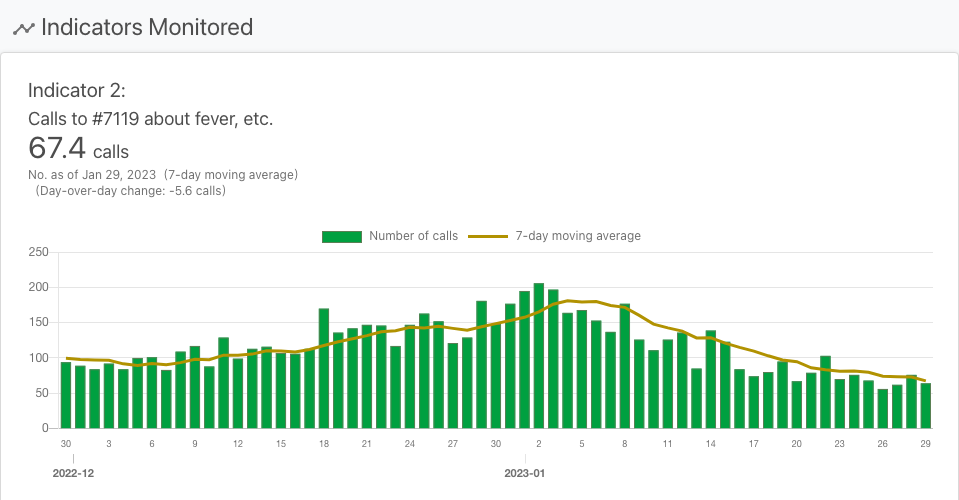 Indicators Monitored
Indicator 2:
Calls to #7119 about fever, etc.
67.4 calls
No. as of Jan 29, 2023 (7-day moving average)
(Day-over-day change: -5.6 calls)
Number of calls 7-day moving average
250
200
150
100
50
0
30 3 6 9 12 15 18 21 24 27 30 2 5 8 11 14 17 20 23 26 29
2022-12 2023-01